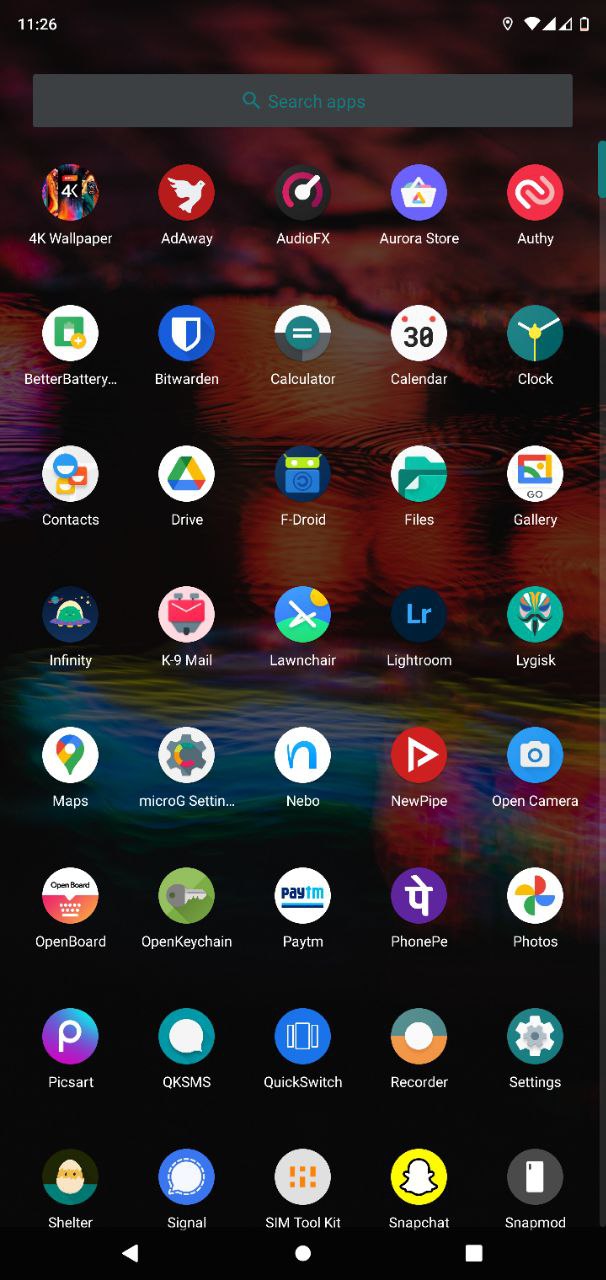 11:26
Search apps
4K
4K Wallpaper
AdAway
AudioFX
Aurora Store
Authy
BetterBattery...
Bitwarden
Calculator
30
Calendar
Clock
Contacts
Drive
F-Droid
Files
GO
Gallery
Infinity
K-9 Mail
Lawnchair
Lr
Lightroom
Lygisk
Maps
microG Settin...
Nebo
NewPipe
Open Camera
Open Board
OpenBoard
OpenKeychain
paytm
Paytm
पे
PhonePe
Photos
Picsart
QKSMS
QuickSwitch
Recorder
Settings
Shelter
Signal
SIM Tool Kit
Snapchat
Snapmod